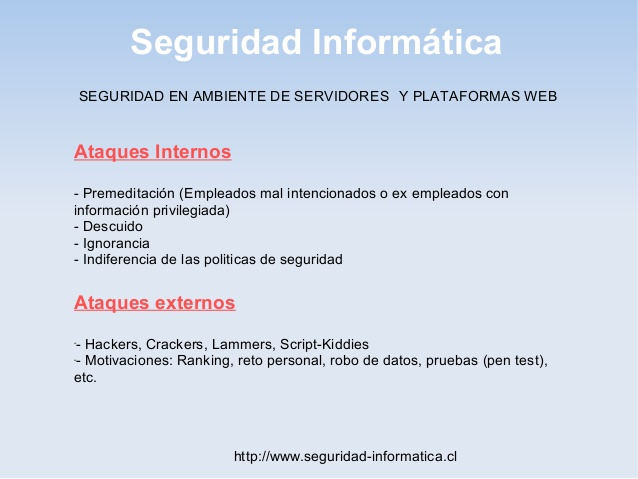 Seguridad Informática
SEGURIDAD EN AMBIENTE DE SERVIDORES Y PLATAFORMAS WEB
Ataques Internos
- Premeditación (Empleados mal intencionados o ex empleados con
información privilegiada)
- Descuido
- Ignorancia
- Indiferencia de las politicas de seguridad
Ataques externos
- Hackers, Crackers, Lammers, Script-Kiddies
- Motivaciones: Ranking, reto personal, robo de datos, pruebas (pen test),
etc.
http://www.seguridad-informatica.cl